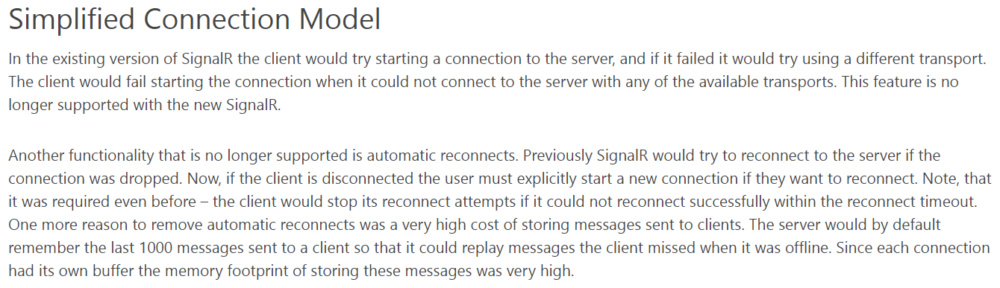 Simplified Connection Model
In the existing version of SignalR the client would try starting a connection to the server, and if it failed it would try using a different transport.
The client would fail starting the connection when it could not connect to the server with any of the available transports. This feature is no
longer supported with the new SignalR.
Another functionality that is no longer supported is automatic reconnects. Previously SignalR would try to reconnect to the server if the
connection was dropped. Now, if the client is disconnected the user must explicitly start a new connection if they want to reconnect. Note, that
it was required even before – the client would stop its reconnect attempts if it could not reconnect successfully within the reconnect timeout.
One more reason to remove automatic reconnects was a very high cost of storing messages sent to clients. The server would by default
remember the last 1000 messages sent to a client so that it could replay messages the client missed when it was offline. Since each connection
had its own buffer the memory footprint of storing these messages was very high.